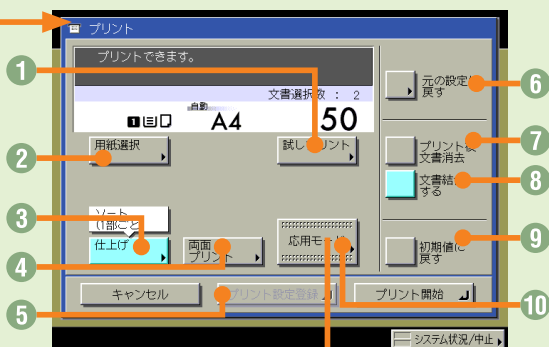 プリント
プリントできます。
文書選択数 : 2
自動
1 A4 50
1
2
3
4
5
6
7
8
9
10
用紙選択
試しプリント
ソート
(1部ごと)
仕上げ
両面
プリント
応用モード
元の設定に
戻す
プリント後
文書消去
文書結合
する
初期値に
戻す
キャンセル
プリント設定登録
プリント開始
システム状況/中止